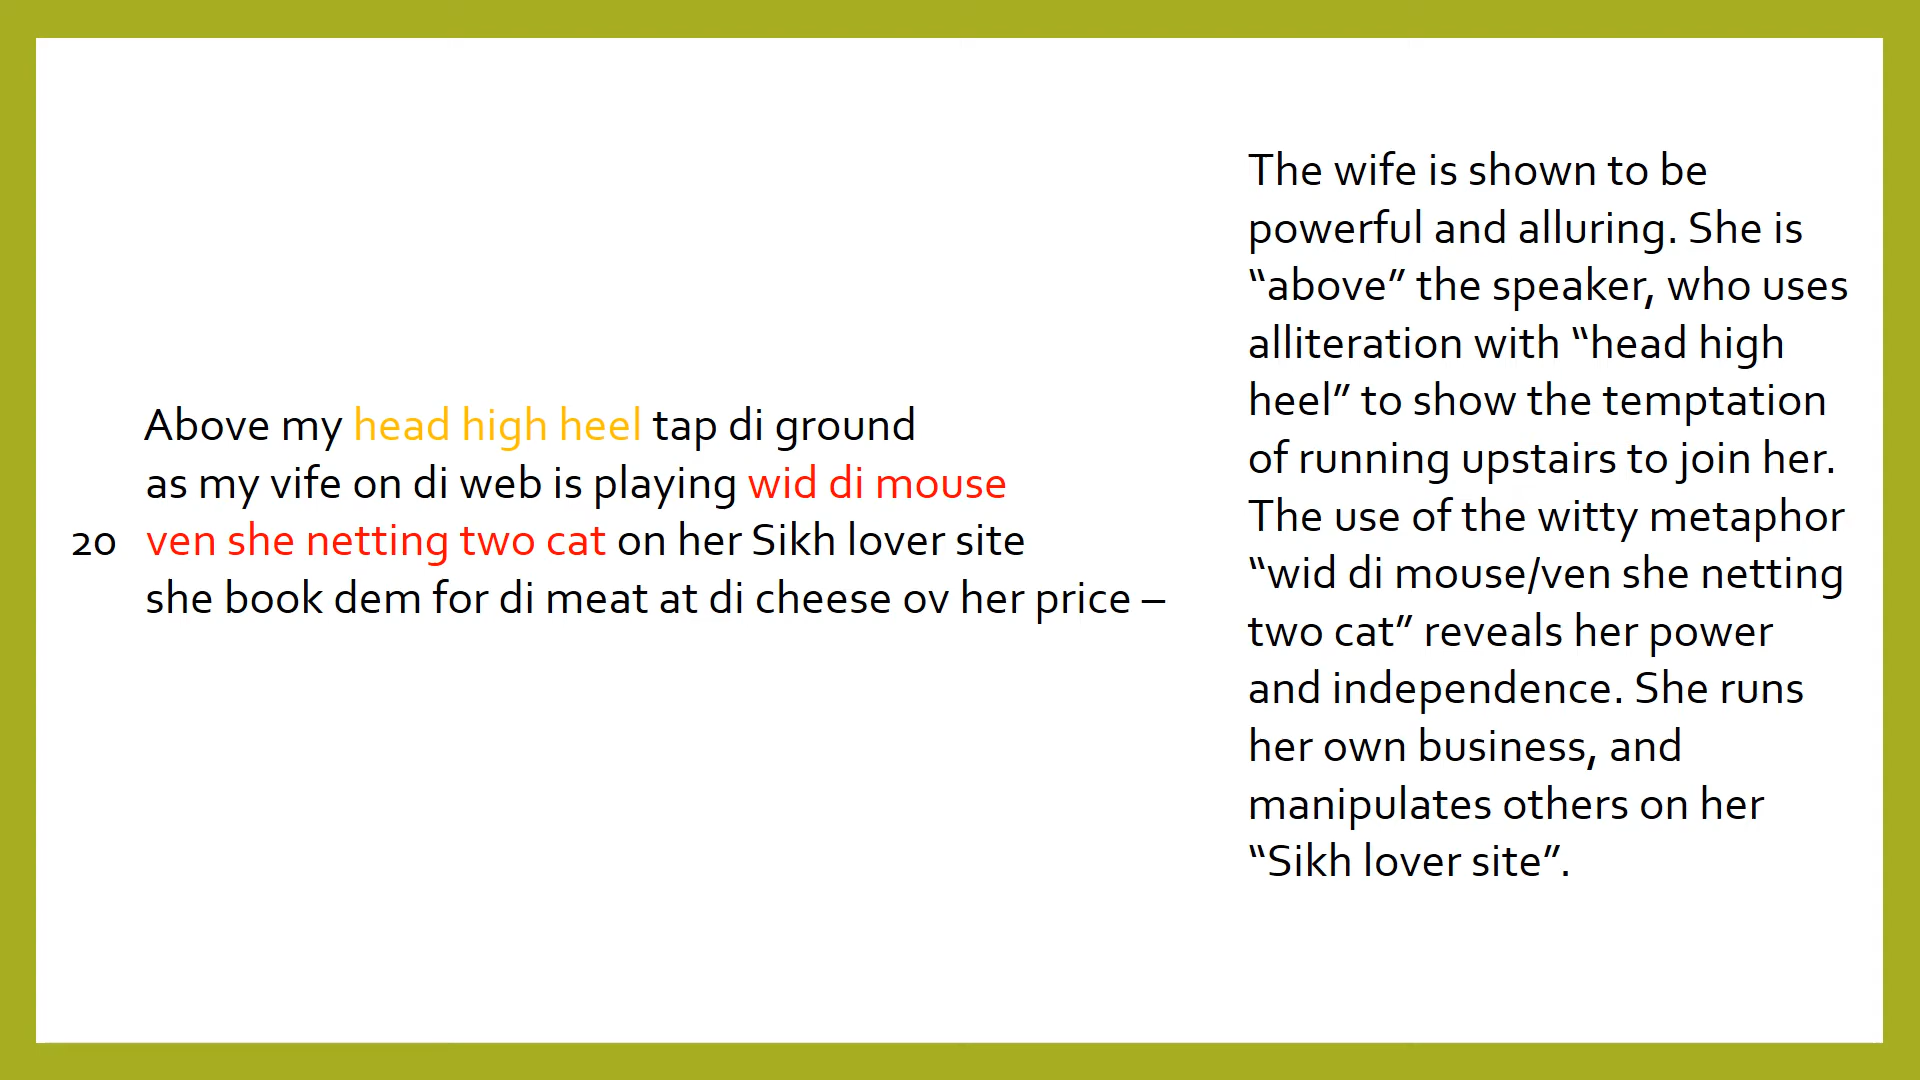 Above my head high heel tap di ground
as my vife on di web is playing wid di mouse
20 ven she netting two cat on her Sikh lover site
she book dem for di meat at di cheese ov her price –
The wife is shown to be
powerful and alluring. She is
“above” the speaker, who uses
alliteration with “head high
heel” to show the temptation
of running upstairs to join her.
The use of the witty metaphor
“wid di mouse/ven she netting
two cat” reveals her power
and independence. She runs
her own business, and
manipulates others on her
“Sikh lover site”.